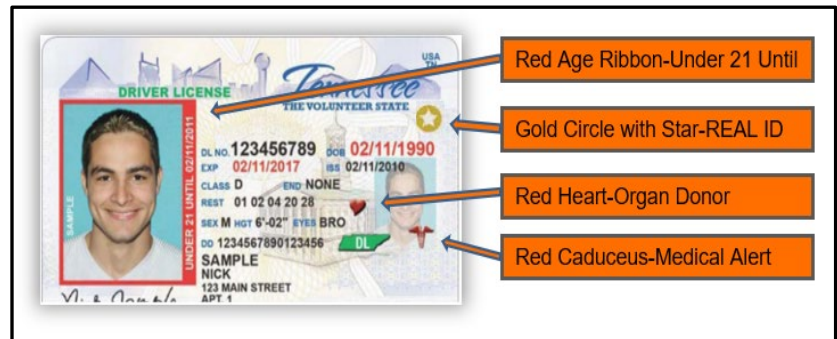 USA
TN
Tennessee
DRIVER LICENSE
THE VOLUNTEER STATE
SAMPLE
UNDER 21 UNTIL 02/11/2011
DL NO. 123456789 DOB 02/11/1990
EXP 02/11/2017 ISS 02/11/2010
CLASS D END NONE
REST 01 02 04 20 28
SEX M HGT 6'-02" EYES BRO
DD 1234567890123456 DL
SAMPLE
NICK
123 MAIN STREET
APT. 1
Red Age Ribbon-Under 21 Until
Gold Circle with Star-REAL ID
Red Heart-Organ Donor
Red Caduceus-Medical Alert